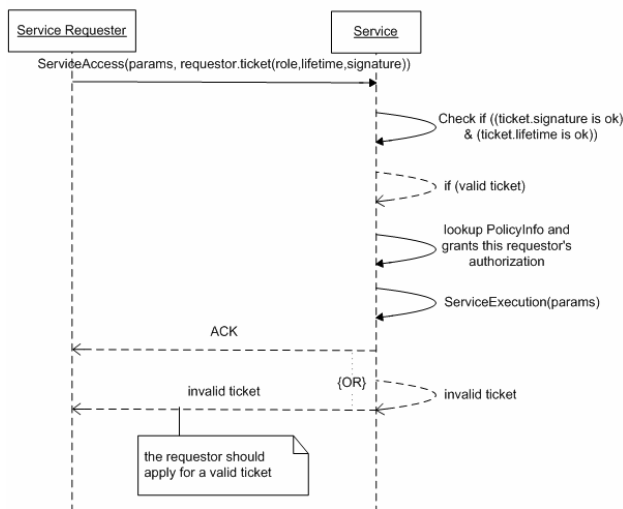 Service Requester
Service
ServiceAccess(params, requestor.ticket(role,lifetime,signature))
Check if ((ticket.signature is ok)
& (ticket.lifetime is ok))
if (valid ticket)
lookup PolicyInfo and
grants this requestor's
authorization
ServiceExecution(params)
ACK
{OR}
invalid ticket
invalid ticket
the requestor should
apply for a valid ticket